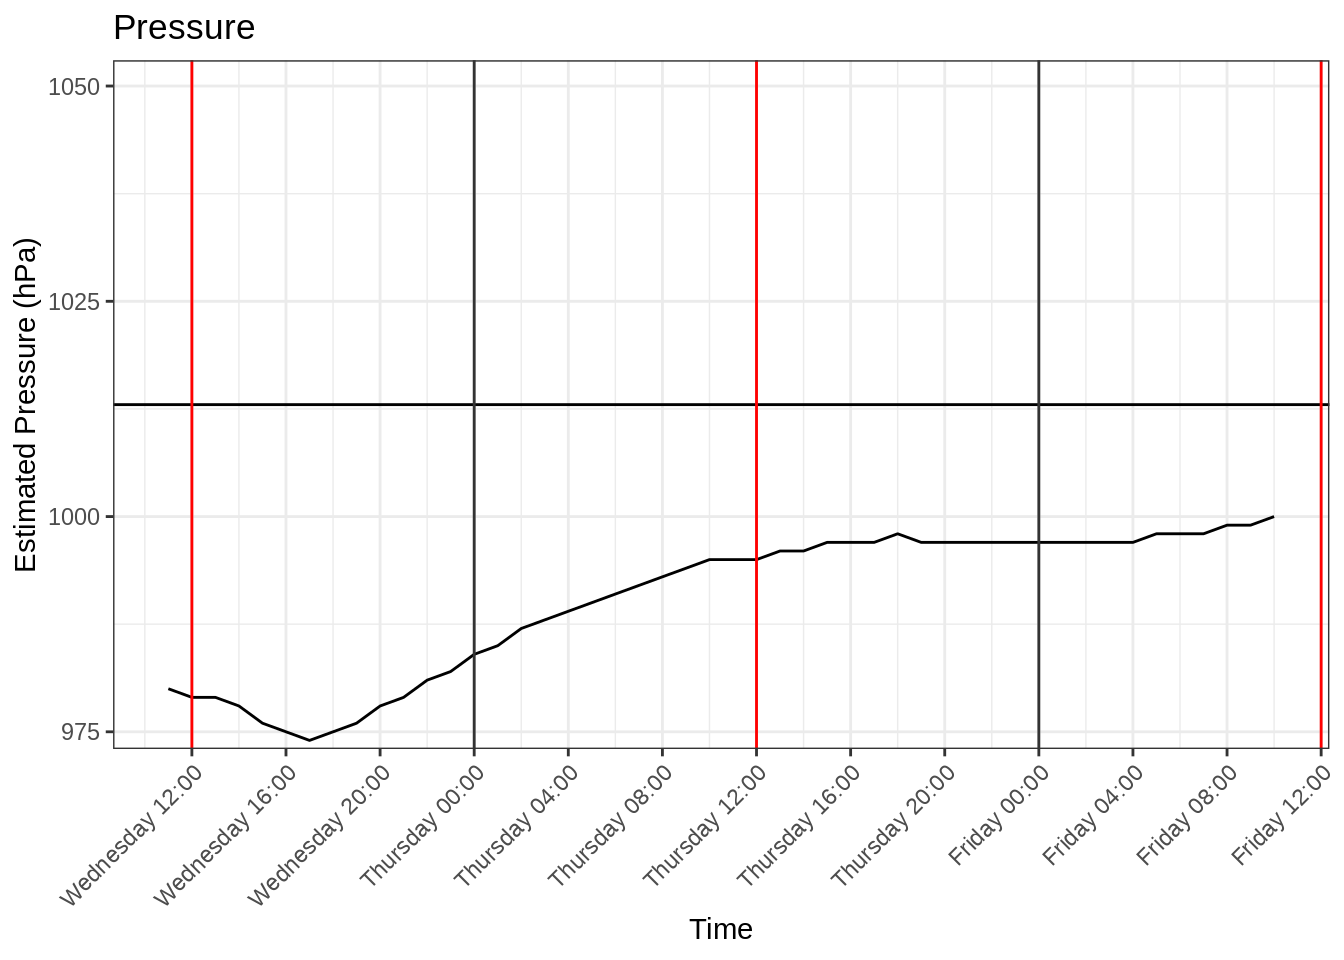 Pressure
Estimated Pressure (hPa)
1050
1025
1000
975
Wednesday 12:00
Wednesday 16:00
Wednesday 20:00
Thursday 00:00
Thursday 04:00
Thursday 08:00
Thursday 12:00
Thursday 16:00
Thursday 20:00
Friday 00:00
Friday 04:00
Friday 08:00
Friday 12:00
Time